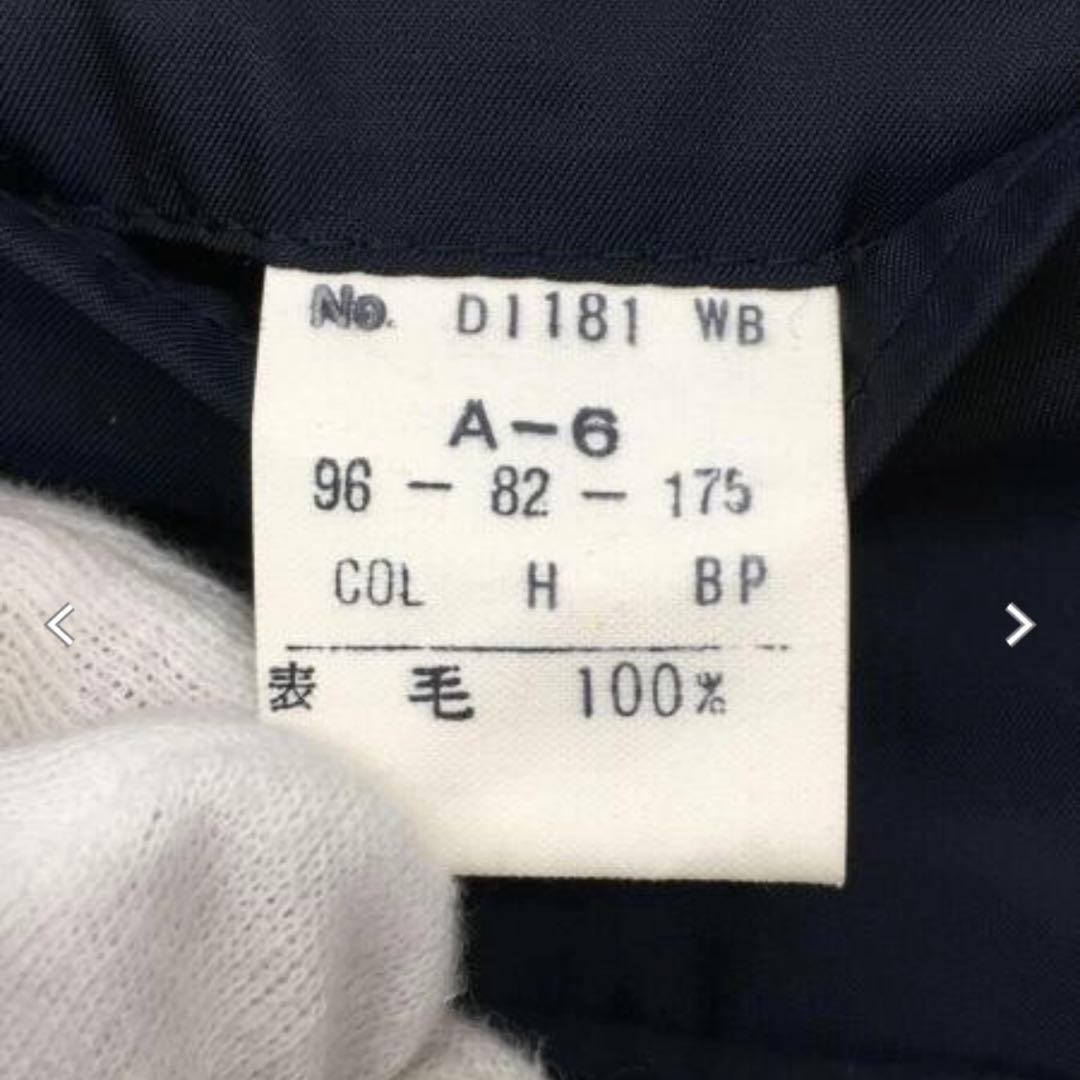 No. D1181 WB
A-6
96 - 82 - 175
COL H BP
表 毛 100%